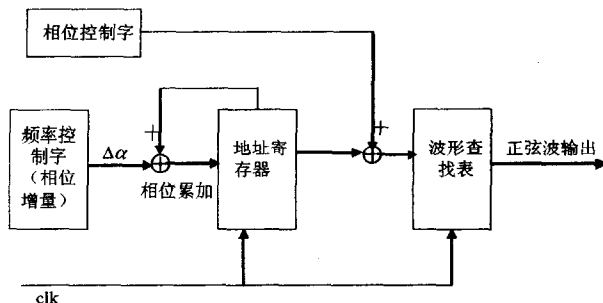 相位控制字
+
+
频率控
制字
(相位
增量)
Δα
相位累加
地址寄
存器
波形查
找表
正弦波输出
clk